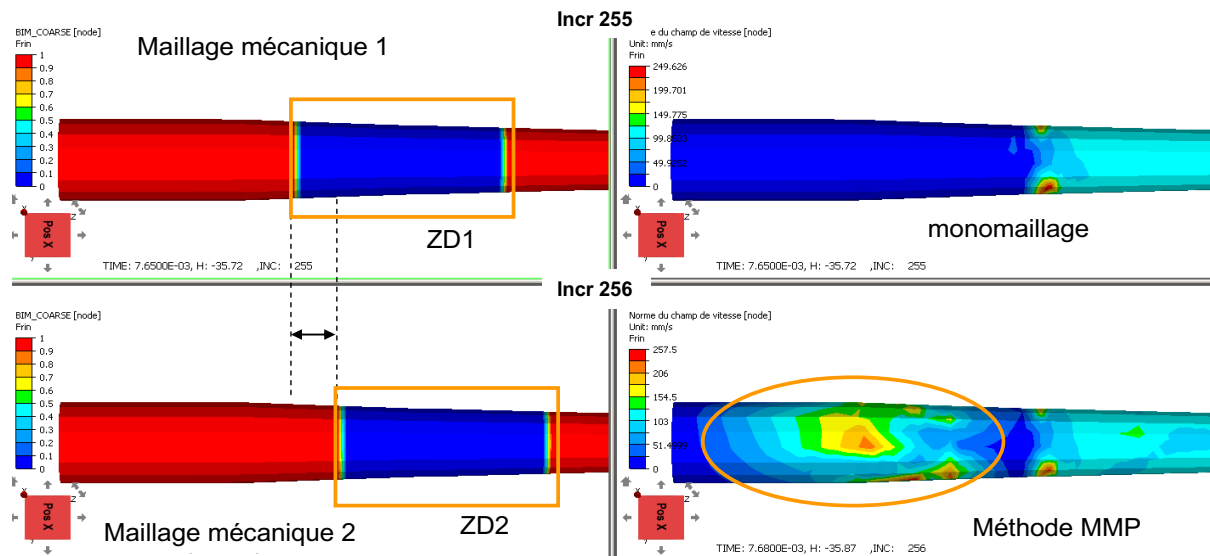 Incr 255
BIM_COARSE [node]
Frin
1
0.9
0.8
0.7
0.6
0.5
0.4
0.3
0.2
0.1
0
Maillage mécanique 1
ZD1
Pos X
TIME: 7.6500E-03, H: -35.72 ,INC: 255
e du champ de vitesse [node]
Unit: mm/s
Frin
249.626
199.701
149.775
0
monomaillage
Pos X
TIME: 7.6500E-03, H: -35.72 ,INC: 255
Incr 256
BIM_COARSE [node]
Frin
1
0.9
0.8
0.7
0.6
0.5
0.4
0.3
0.2
0.1
0
ZD2
Pos X
Maillage mécanique 2
Norme du champ de vitesse [node]
Unit: mm/s
Frin
257.5
206
154.5
103
51.4999
0
Pos X
Méthode MMP
TIME: 7.6800E-03, H: -35.87 ,INC: 256